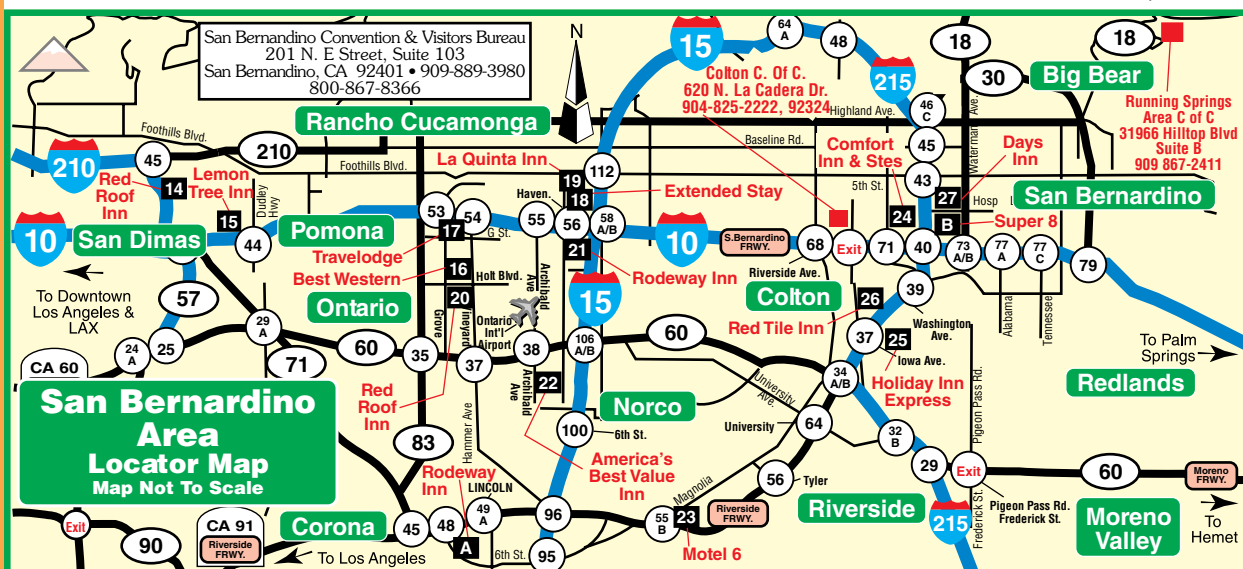 San Bernardino Convention & Visitors Bureau
201 N. E Street, Suite 103
San Bernardino, CA 92401 • 909-889-3980
800-867-8366
N
15
64
A
48
215
18
30
18
Big Bear
Colton C. Of C.
620 N. La Cadera Dr.
904-825-2222, 92324
Running Springs
Area C of C
31966 Hilltop Blvd
Suite B
909 867-2411
Rancho Cucamonga
Highland Ave.
46
C
Waterman Ave.
Foothills Blvd.
210
45
210
Foothills Blvd.
Baseline Rd.
45
Comfort
Inn & Stes
Days
Inn
La Quinta Inn
112
43
5th St.
Red
Roof
Inn
14
Lemon
Tree Inn
15
Dudley
Hwy
19
18
Extended Stay
Haven.
24
27
Hosp
San Bernardino
B
Super 8
10
San Dimas
44
Pomona
53
54
17
G St.
55
56
58
A/B
10
S.Bernardino
FRWY.
68
Exit
71
40
73
A/B
77
A
77
C
79
Travelodge
21
Rodeway Inn
Riverside Ave.
Best Western
16
Holt Blvd.
Archibald
Ave
To Downtown
Los Angeles &
LAX
57
Ontario
20
Grove
Vineyard
Ontario
Int'l
Airport
15
Colton
26
39
Washington
Ave.
Alabama
Tennessee
Red Tile Inn
29
A
24
A
25
60
35
37
38
106
A/B
60
37
25
Iowa Ave.
To Palm
Springs
CA 60
71
Archibald
Ave
22
34
A/B
Holiday Inn
Express
Redlands
San Bernardino
Area
Locator Map
Map Not To Scale
Red
Roof
Inn
Norco
University
Ave.
Pigeon Pass Rd.
83
Hammer Ave
100
6th St.
University
64
32
B
America's
Best Value
Inn
Rodeway
Inn
LINCOLN
Magnolia
56
Tyler
29
Exit
60
Moreno
FRWY.
Exit
90
CA 91
Riverside
FRWY.
Corona
45
48
49
A
A
96
55
B
23
Riverside
FRWY.
Riverside
215
Frederick St.
Pigeon Pass Rd.
Frederick St.
Moreno
Valley
To
Hemet
To Los Angeles
6th St.
95
Motel 6